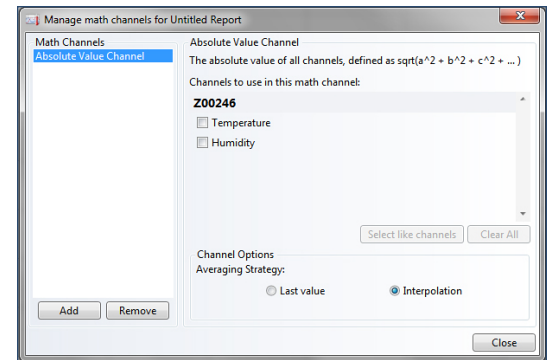 Manage math channels for Untitled Report
Math Channels
Absolute Value Channel
Add
Remove
Absolute Value Channel
The absolute value of all channels, defined as sqrt(a^2 + b^2 + c^2 + ... )
Channels to use in this math channel:
Z00246
Temperature
Humidity
Select like channels
Clear All
Channel Options
Averaging Strategy:
Last value
Interpolation
Close